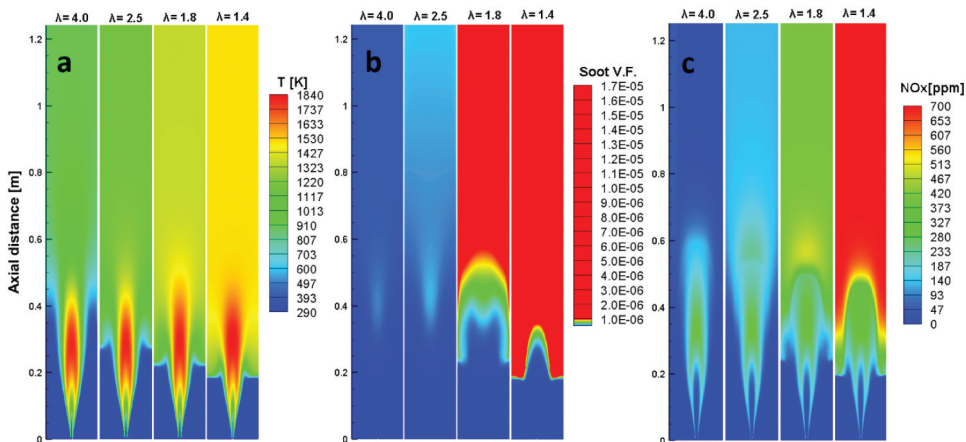 λ= 4.0 λ= 2.5 λ= 1.8 λ= 1.4
a
T [K]
1840
1737
1633
1530
1427
1323
1220
1117
1013
910
807
703
600
497
393
290
Axial distance [m]
1.2
1
0.8
0.6
0.4
0.2
0
λ= 4.0 λ= 2.5 λ= 1.8 λ= 1.4
b
Soot V.F.
1.7E-05
1.6E-05
1.5E-05
1.4E-05
1.3E-05
1.2E-05
1.1E-05
1.0E-05
9.0E-06
8.0E-06
7.0E-06
6.0E-06
5.0E-06
4.0E-06
3.0E-06
2.0E-06
1.0E-06
1.2
1
0.8
0.6
0.4
0.2
0
λ= 4.0 λ= 2.5 λ= 1.8 λ= 1.4
c
NOx[ppm]
700
653
607
560
513
467
420
373
327
280
233
187
140
93
47
0
1.2
1
0.8
0.6
0.4
0.2
0